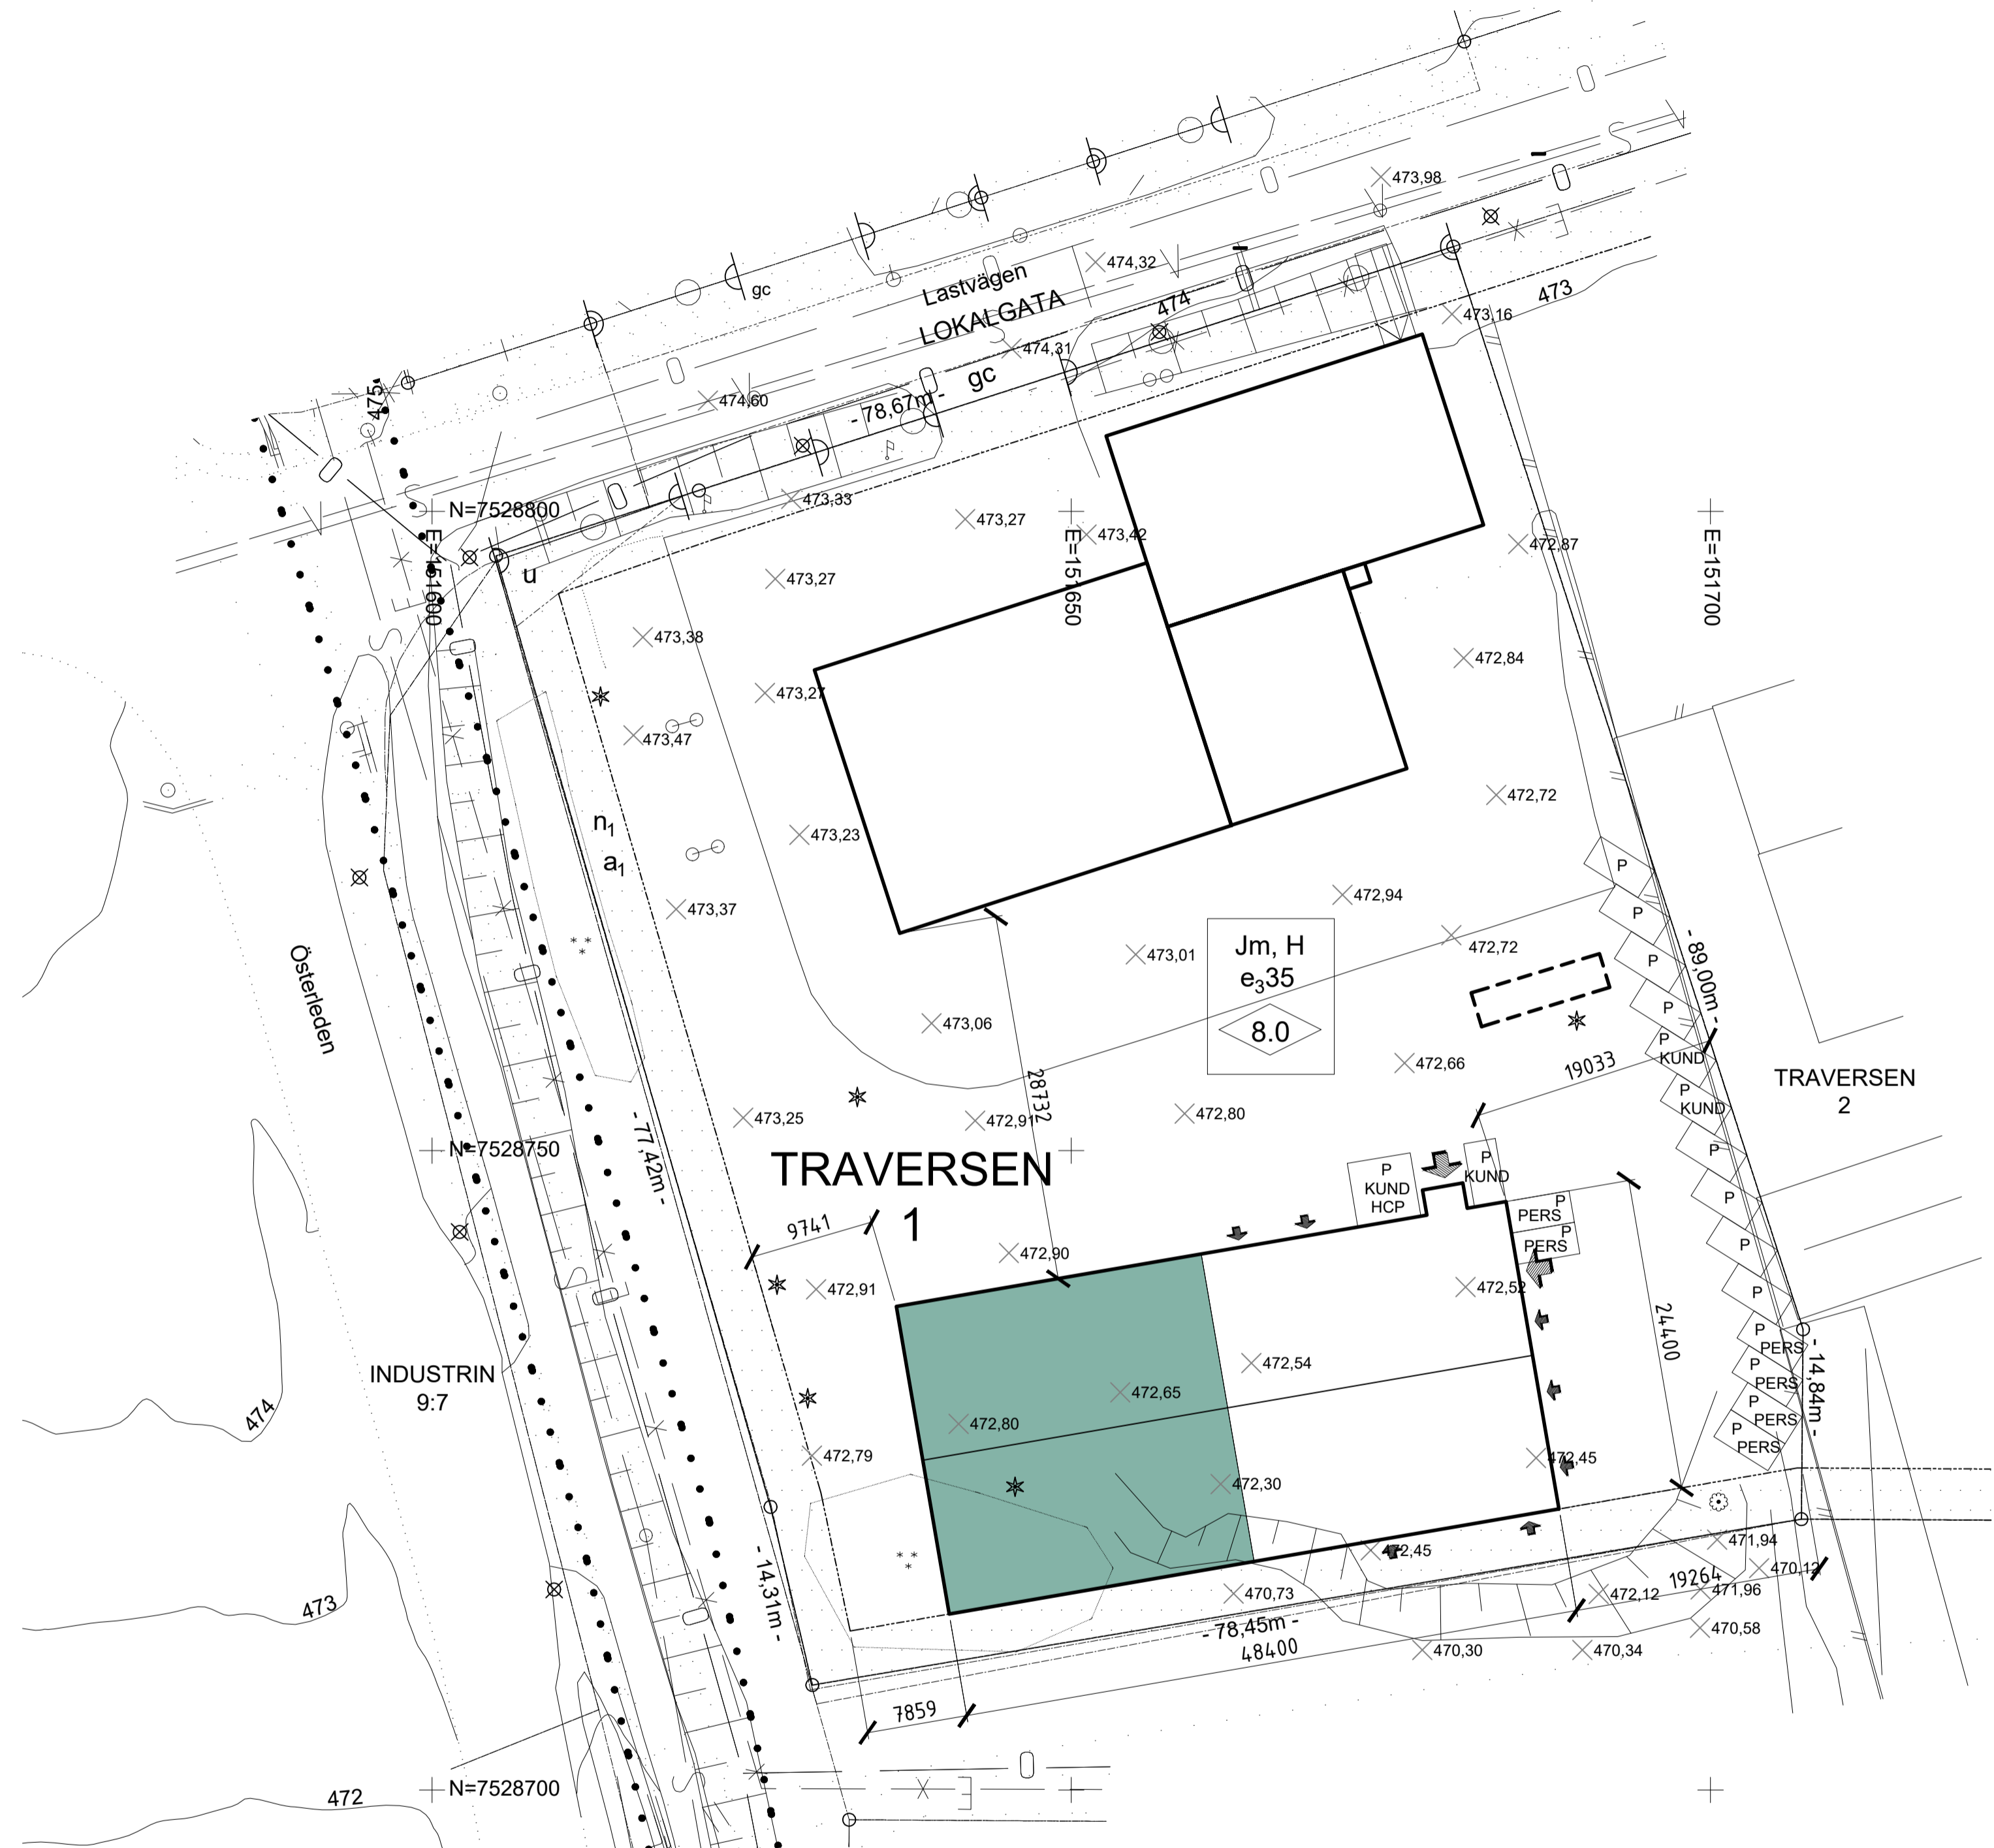 473,98
474,32
Lastvägen
LOKALGATA
gc
474
473
473,16
474,31
gc
475
474,60
- 78,67m -
N=7528800
E=151600
473,33
473,27
473,42
E=151650
472,87
E=151700
u
473,27
473,38
472,84
473,27
473,47
472,72
n1
a1
473,23
P
473,37
472,94
P
Jm, H
e335
8.0
473,01
472,72
P
- 89,00m -
Österleden
473,06
P
472,66
19033
P
KUND
TRAVERSEN
2
28732
P
KUND
473,25
472,91
472,80
N=7528750
P
- 77,42m -
TRAVERSEN
1
P
KUND
HCP
P
KUND
P
9741
P
PERS
P
PERS
P
472,90
472,91
472,52
P
24400
P
PERS
- 14,84m -
INDUSTRIN
9:7
472,54
P
PERS
472,65
474
472,80
P
PERS
P
PERS
472,79
472,45
472,30
471,94
472,45
470,12
- 14,31m -
473
470,73
472,12
19264
471,96
470,58
- 78,45m -
48400
470,30
470,34
7859
N=7528700
472